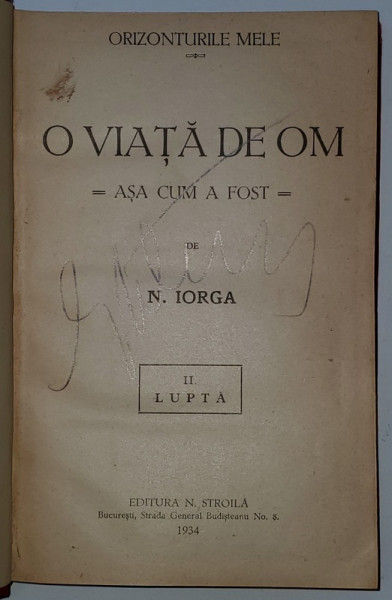 ORIZONTURILE MELE
O VIAȚĂ DE OM
= AȘA CUM A FOST =
DE
N. IORGA
II.
LUPTĂ
EDITURA N. STROILĂ
București, Strada General Budișteanu No. 8.
1934